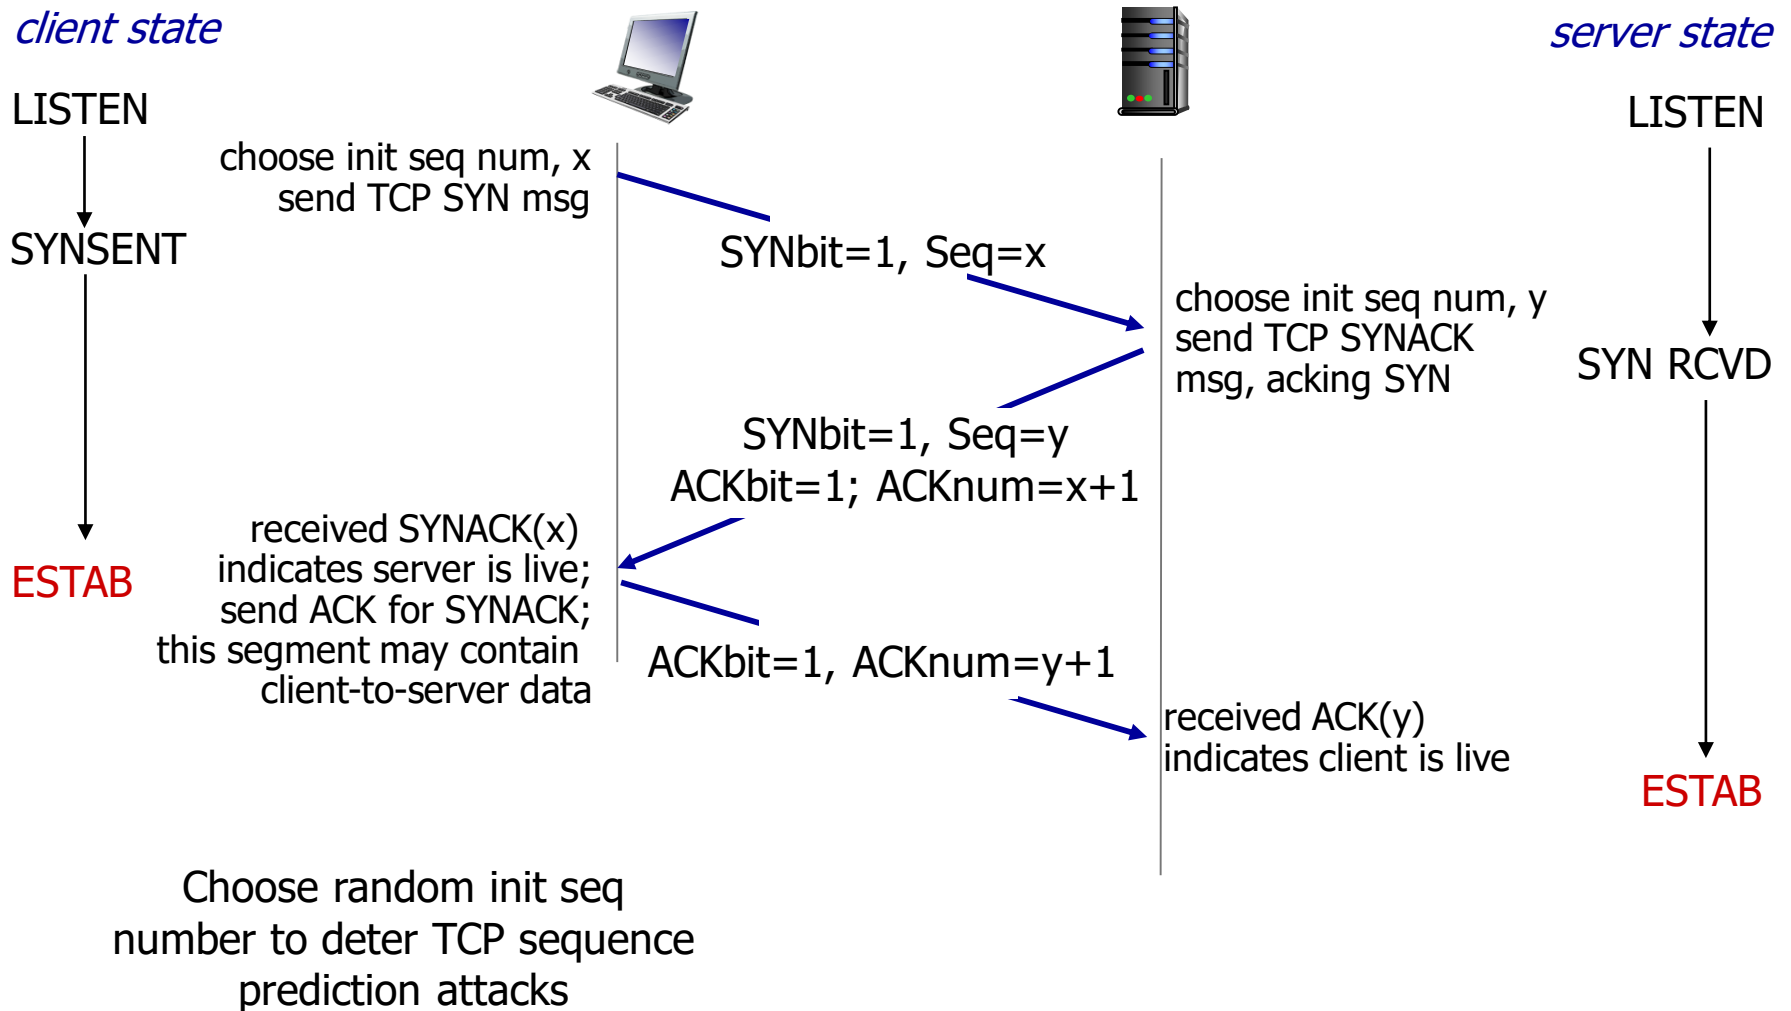 client state
server state
LISTEN
LISTEN
choose init seq num, x
send TCP SYN msg
SYNSENT
SYNbit=1, Seq=x
choose init seq num, y
send TCP SYNACK
msg, acking SYN
SYN RCVD
SYNbit=1, Seq=y
ACKbit=1; ACKnum=x+1
received SYNACK(x)
indicates server is live;
send ACK for SYNACK;
this segment may contain
client-to-server data
ESTAB
ACKbit=1, ACKnum=y+1
received ACK(y)
indicates client is live
ESTAB
Choose random init seq
number to deter TCP sequence
prediction attacks